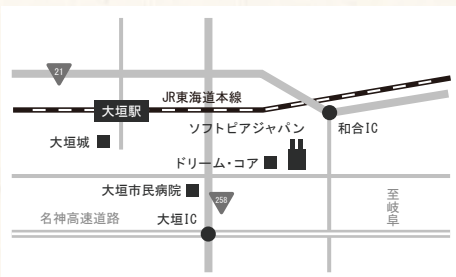 21
JR東海道本線
大垣駅
ソフトピアジャパン
和合IC
大垣城
ドリーム・コア
大垣市民病院
258
至岐阜
名神高速道路
大垣IC